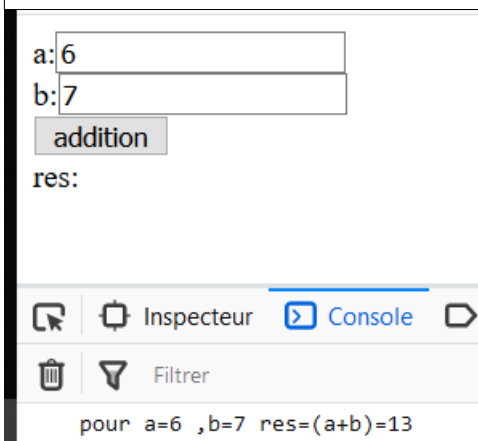 a:6
b:7
addition
res:
Inspecteur Console
Filtrer
pour a=6 ,b=7 res=(a+b)=13